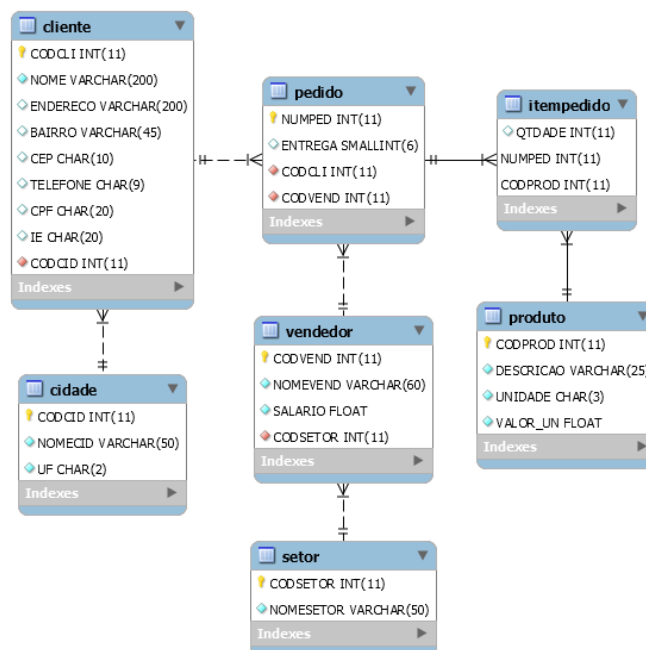 cliente
CODCLI INT(11)
NOME VARCHAR(200)
ENDERECO VARCHAR(200)
BAIRRO VARCHAR(45)
CEP CHAR(10)
TELEFONE CHAR(9)
CPF CHAR(20)
IE CHAR(20)
CODCID INT(11)
Indexes
pedido
NUMPED INT(11)
ENTREGA SMALLINT(6)
CODCLI INT(11)
CODVEND INT(11)
Indexes
itempedido
QTDADE INT(11)
NUMPED INT(11)
CODPROD INT(11)
Indexes
cidade
CODCID INT(11)
NOMECID VARCHAR(50)
UF CHAR(2)
Indexes
vendedor
CODVEND INT(11)
NOMEVEND VARCHAR(60)
SALARIO FLOAT
CODSETOR INT(11)
Indexes
produto
CODPROD INT(11)
DESCRICAO VARCHAR(25)
UNIDADE CHAR(3)
VALOR_UN FLOAT
Indexes
setor
CODSETOR INT(11)
NOMESETOR VARCHAR(50)
Indexes